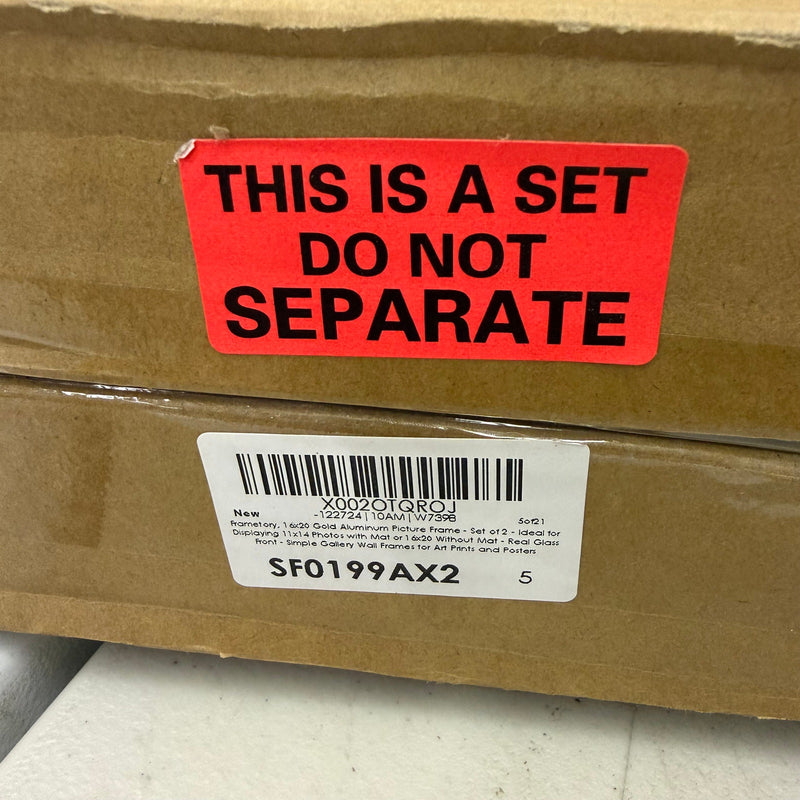 THIS IS A SET
DO NOT
SEPARATE
X002OTQROJ
New -122724 | 10AM | W739B 5of21
Frametory, 16x20 Gold Aluminum Picture Frame - Set of 2 - Ideal for
Displaying 11x14 Photos with Mat or 16x20 Without Mat - Real Glass
Front - Simple Gallery Wall Frames for Art Prints and Posters
SF0199AX2 5